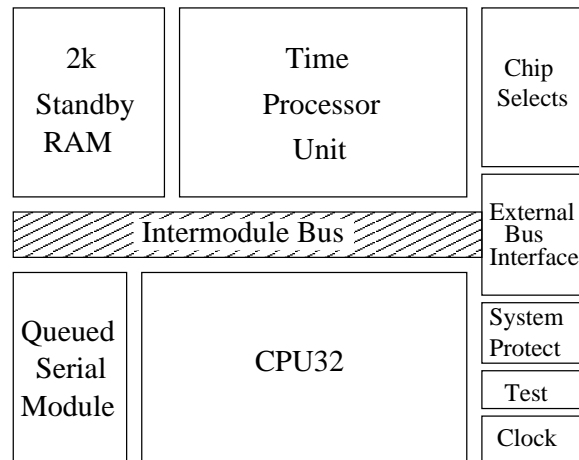 2k
Standby
RAM
Time
Processor
Unit
Chip
Selects
Intermodule Bus
External
Bus
Interface
Queued
Serial
Module
CPU32
System
Protect
Test
Clock